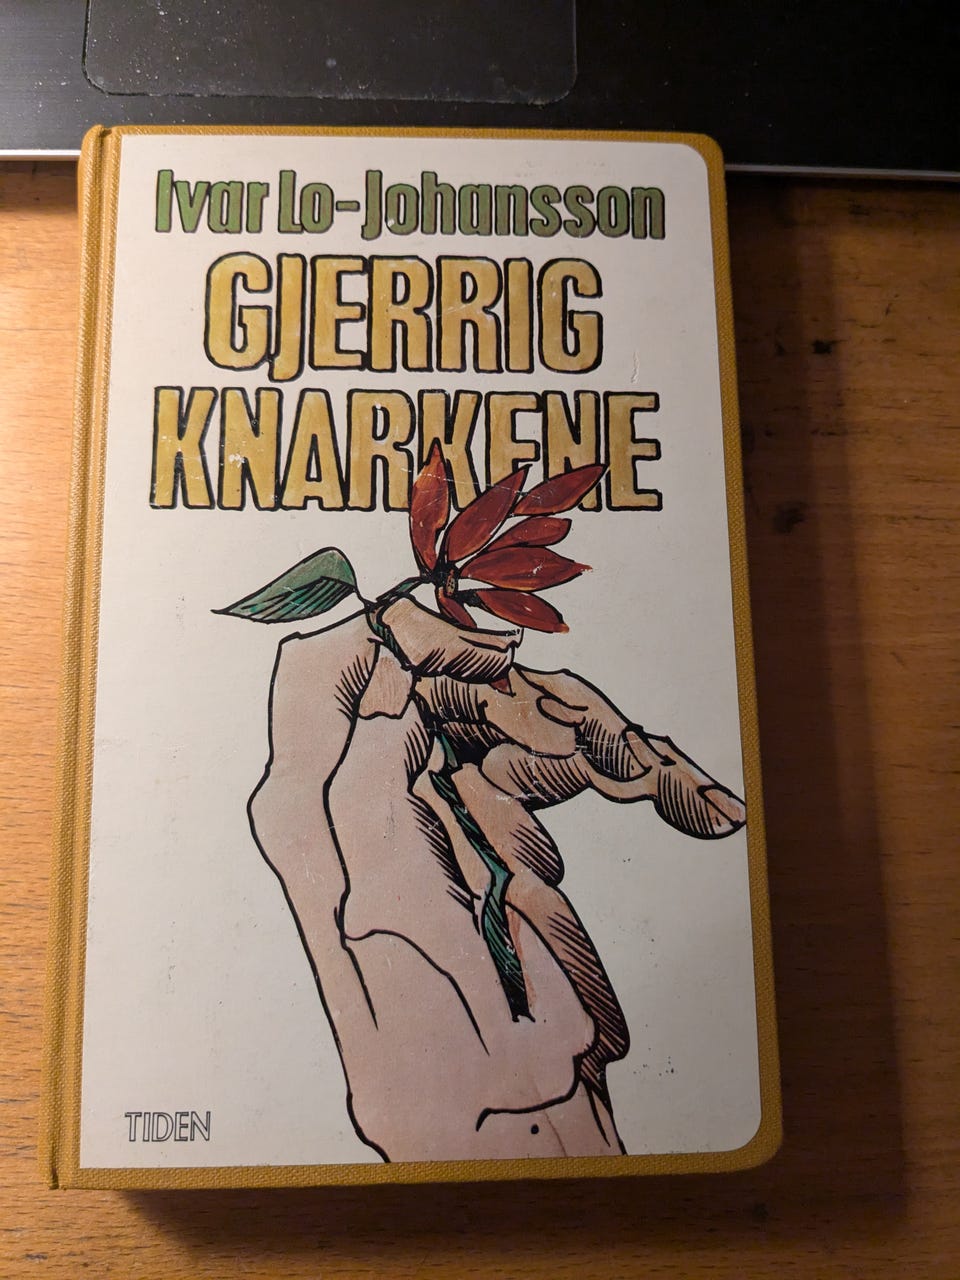 Ivar Lo-Johansson
GJERRIG
KNARKENE
TIDEN